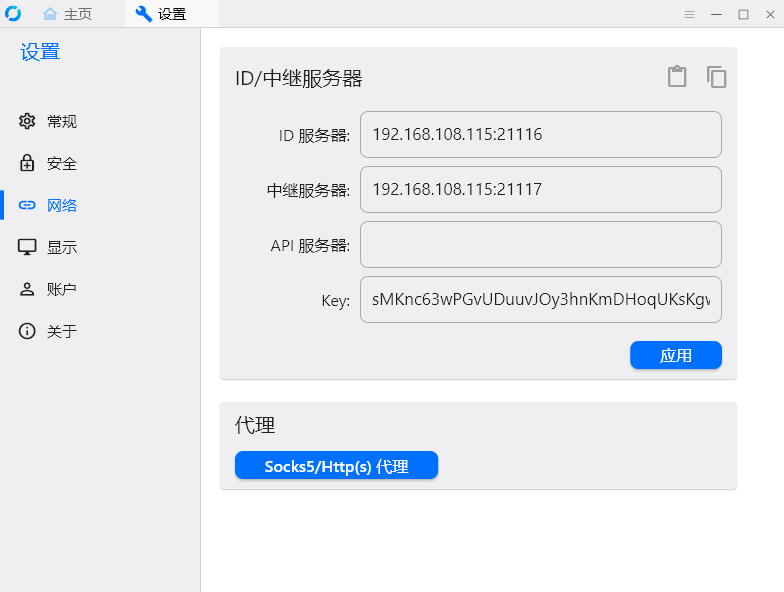 主页
设置
设置
常规
安全
网络
显示
账户
关于
ID/中继服务器
ID 服务器: 192.168.108.115:21116
中继服务器: 192.168.108.115:21117
API 服务器:
Key: sMKnc63wPGvUDuuvJOy3hnKmDHoqUKsKgv
应用
代理
Socks5/Http(s) 代理